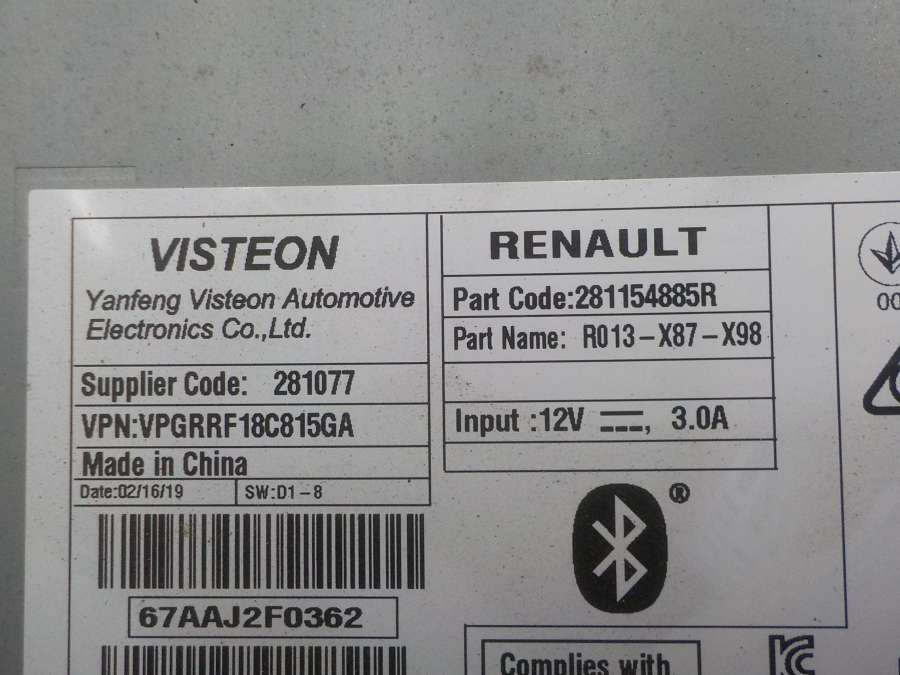 VISTEON
Yanfeng Visteon Automotive
Electronics Co.,Ltd.
Supplier Code: 281077
VPN:VPGRRF18C815GA
Made in China
Date:02/16/19 SW:D1-8
67AAJ2F0362
RENAULT
Part Code:281154885R
Part Name: R013-X87-X98
Input :12V ⎓, 3.0A
®
Complies with
00